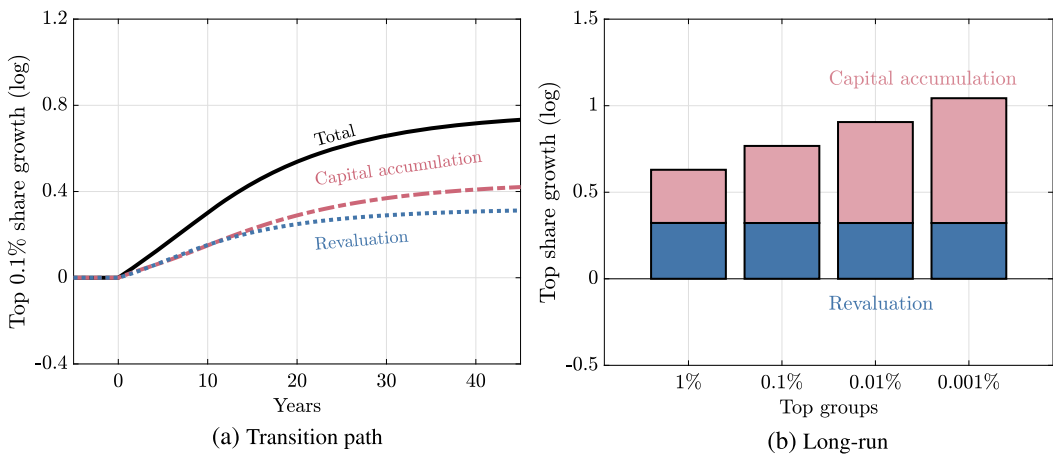 Top 0.1% share growth (log)
1.2
0.8
0.4
0
-0.4
Total
Capital accumulation
Revaluation
0
10
20
30
40
Years
(a) Transition path
Top share growth (log)
1.5
1
0.5
0
-0.5
Capital accumulation
Revaluation
1%
0.1%
0.01%
0.001%
Top groups
(b) Long-run